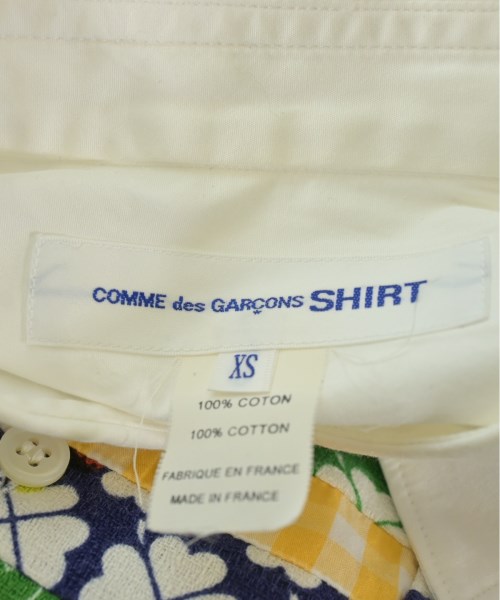 COMME des GARÇONS SHIRT
XS
100% COTON
100% COTTON
FABRIQUE EN FRANCE
MADE IN FRANCE